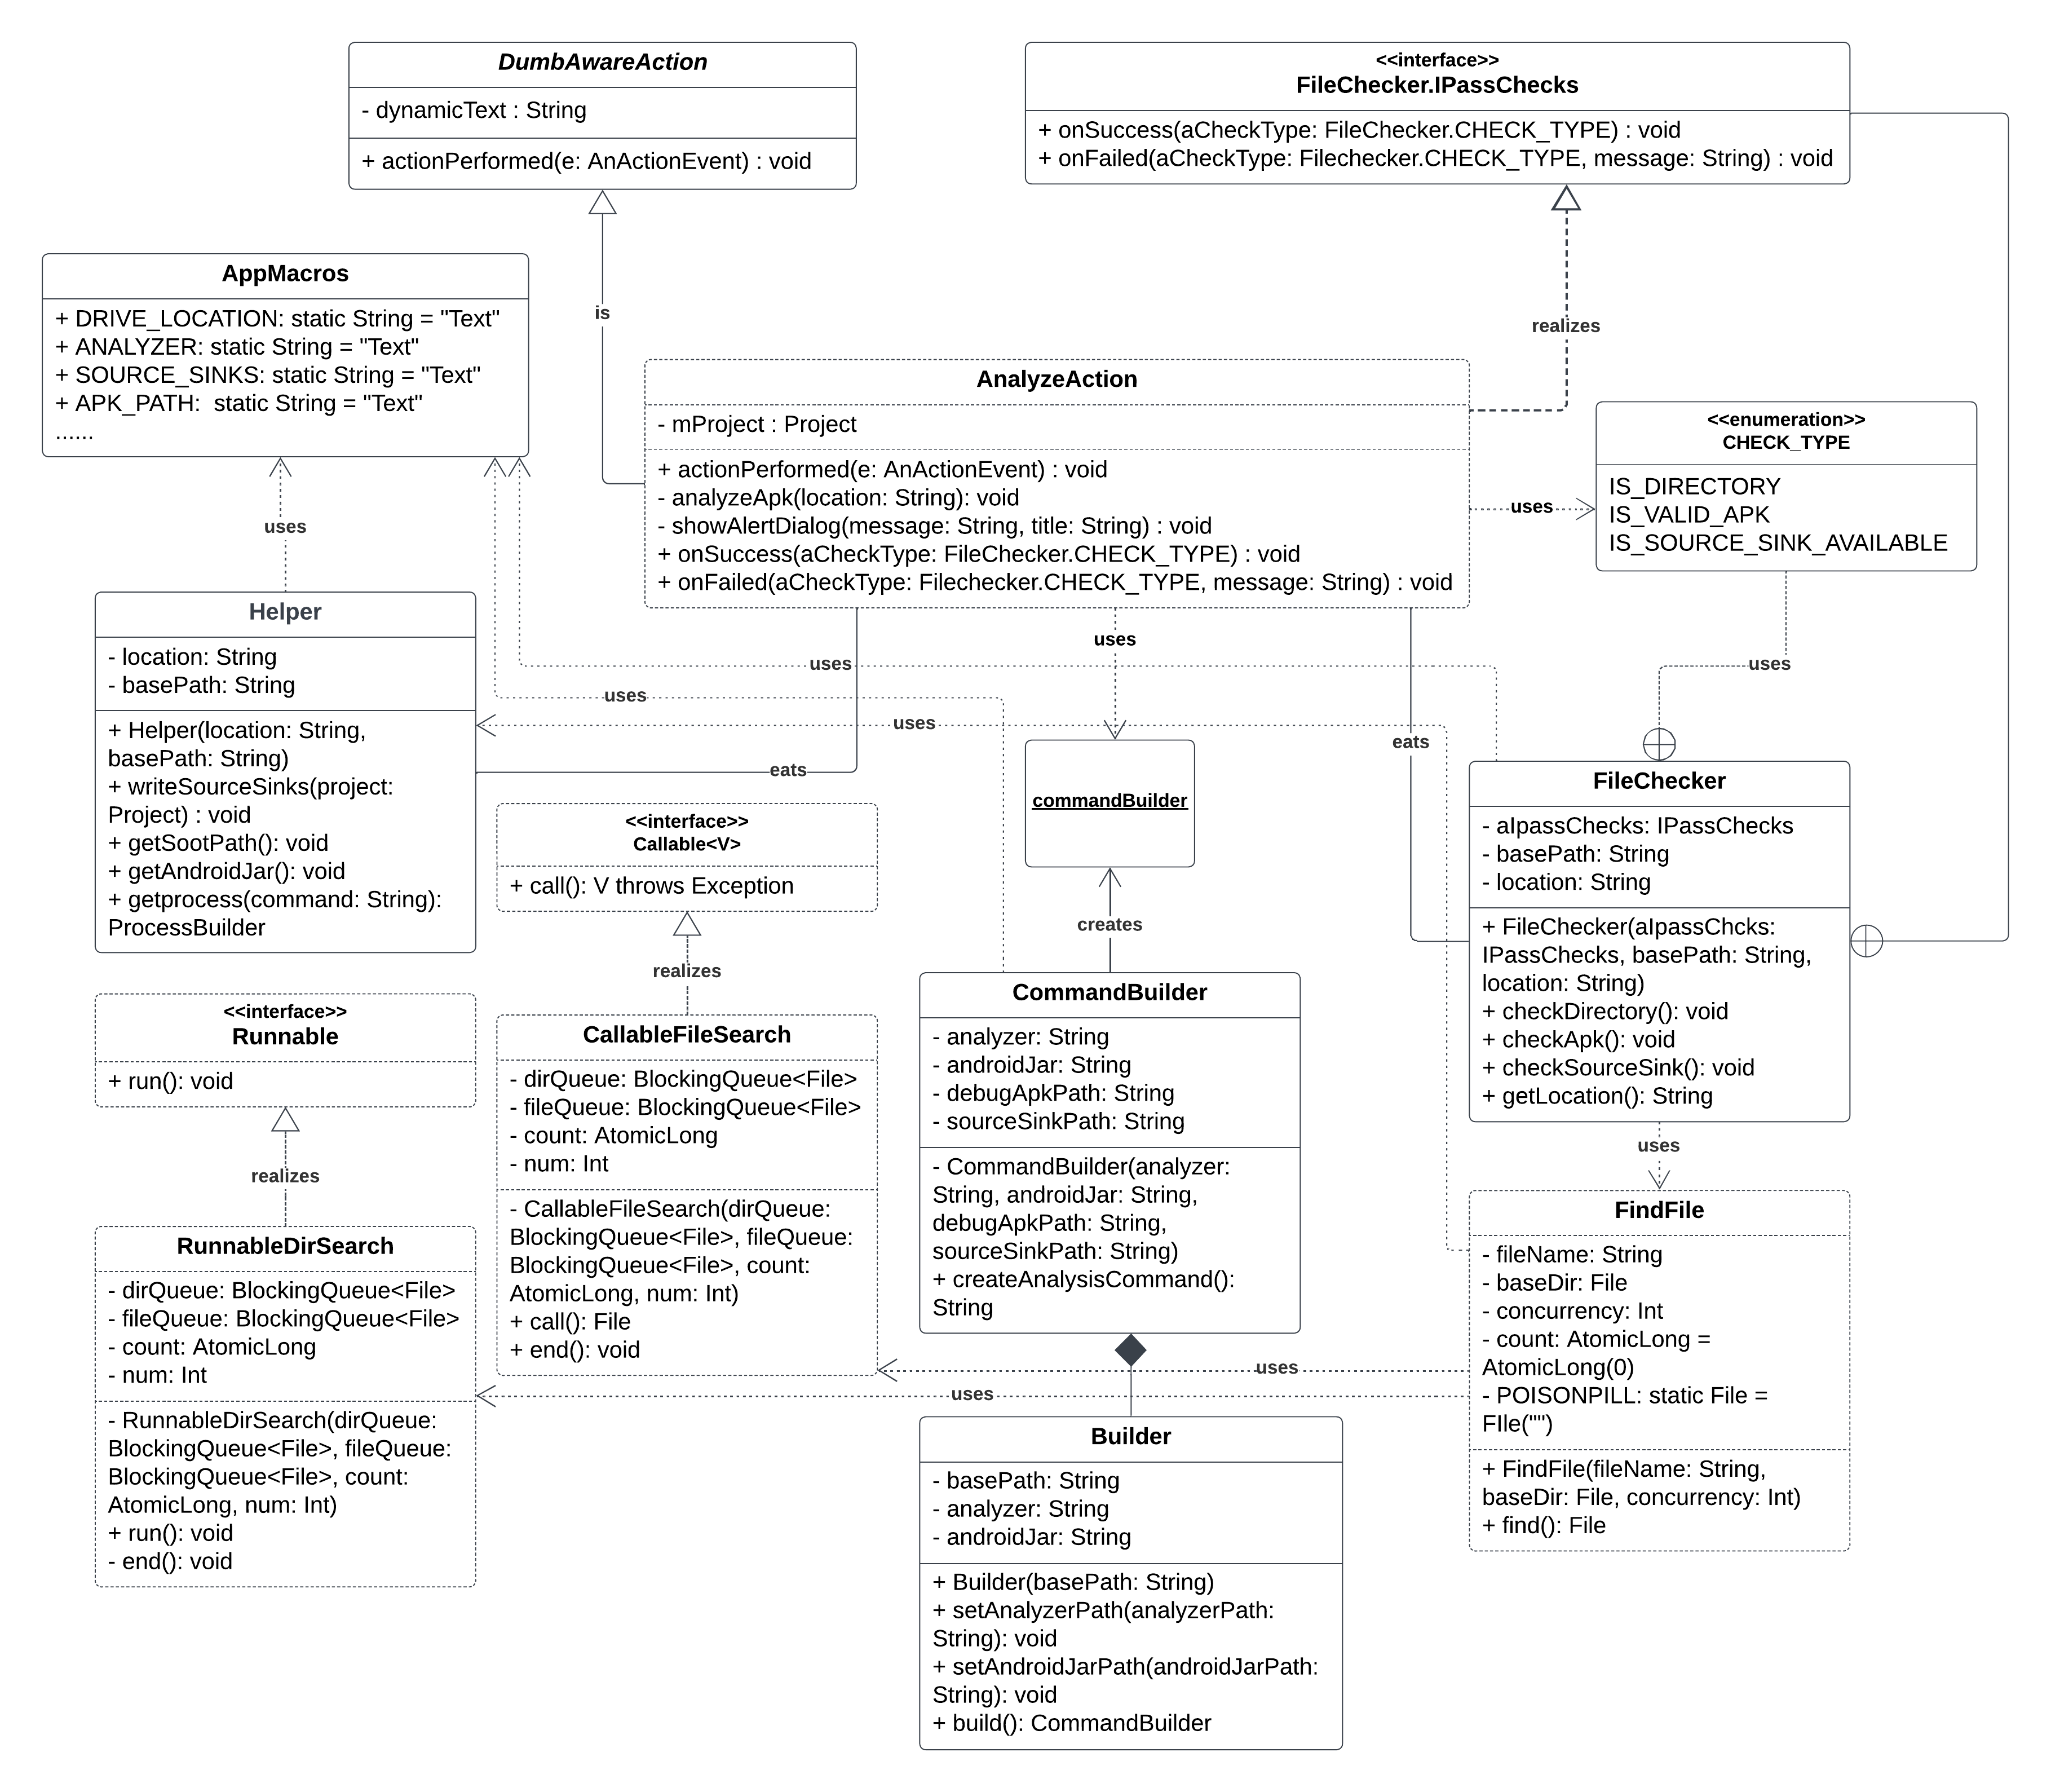 DumbAwareAction
- dynamicText : String
+ actionPerformed(e: AnActionEvent) : void
<<interface>>
FileChecker.IPassChecks
+ onSuccess(aCheckType: FileChecker.CHECK_TYPE) : void
+ onFailed(aCheckType: Filechecker.CHECK_TYPE, message: String) : void
AppMacros
+ DRIVE_LOCATION: static String = "Text"
+ ANALYZER: static String = "Text"
+ SOURCE_SINKS: static String = "Text"
+ APK_PATH:  static String = "Text"
......
is
realizes
AnalyzeAction
- mProject : Project
+ actionPerformed(e: AnActionEvent) : void
- analyzeApk(location: String): void
- showAlertDialog(message: String, title: String) : void
+ onSuccess(aCheckType: FileChecker.CHECK_TYPE) : void
+ onFailed(aCheckType: Filechecker.CHECK_TYPE, message: String) : void
uses
<<enumeration>>
CHECK_TYPE
IS_DIRECTORY
IS_VALID_APK
IS_SOURCE_SINK_AVAILABLE
uses
uses
uses
uses
uses
uses
eats
eats
Helper
- location: String
- basePath: String
+ Helper(location: String,
basePath: String)
+ writeSourceSinks(project:
Project) : void
+ getSootPath(): void
+ getAndroidJar(): void
+ getprocess(command: String):
ProcessBuilder
commandBuilder
creates
<<interface>>
Callable<V>
+ call(): V throws Exception
realizes
FileChecker
- aIpassChecks: IPassChecks
- basePath: String
- location: String
+ FileChecker(aIpassChcks:
IPassChecks, basePath: String,
location: String)
+ checkDirectory(): void
+ checkApk(): void
+ checkSourceSink(): void
+ getLocation(): String
uses
<<interface>>
Runnable
+ run(): void
realizes
CallableFileSearch
- dirQueue: BlockingQueue<File>
- fileQueue: BlockingQueue<File>
- count: AtomicLong
- num: Int
- CallableFileSearch(dirQueue:
BlockingQueue<File>, fileQueue:
BlockingQueue<File>, count:
AtomicLong, num: Int)
+ call(): File
+ end(): void
CommandBuilder
- analyzer: String
- androidJar: String
- debugApkPath: String
- sourceSinkPath: String
- CommandBuilder(analyzer:
String, androidJar: String,
debugApkPath: String,
sourceSinkPath: String)
+ createAnalysisCommand():
String
uses
uses
RunnableDirSearch
- dirQueue: BlockingQueue<File>
- fileQueue: BlockingQueue<File>
- count: AtomicLong
- num: Int
- RunnableDirSearch(dirQueue:
BlockingQueue<File>, fileQueue:
BlockingQueue<File>, count:
AtomicLong, num: Int)
+ run(): void
- end(): void
FindFile
- fileName: String
- baseDir: File
- concurrency: Int
- count: AtomicLong =
AtomicLong(0)
- POISONPILL: static File =
FIle("")
+ FindFile(fileName: String,
baseDir: File, concurrency: Int)
+ find(): File
Builder
- basePath: String
- analyzer: String
- androidJar: String
+ Builder(basePath: String)
+ setAnalyzerPath(analyzerPath:
String): void
+ setAndroidJarPath(androidJarPath:
String): void
+ build(): CommandBuilder